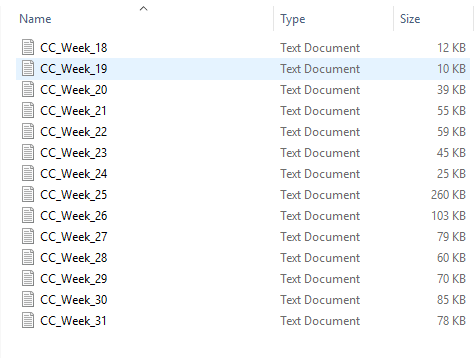 Name Type Size
CC_Week_18 Text Document 12 KB
CC_Week_19 Text Document 10 KB
CC_Week_20 Text Document 39 KB
CC_Week_21 Text Document 55 KB
CC_Week_22 Text Document 59 KB
CC_Week_23 Text Document 45 KB
CC_Week_24 Text Document 25 KB
CC_Week_25 Text Document 260 KB
CC_Week_26 Text Document 103 KB
CC_Week_27 Text Document 79 KB
CC_Week_28 Text Document 60 KB
CC_Week_29 Text Document 70 KB
CC_Week_30 Text Document 85 KB
CC_Week_31 Text Document 78 KB